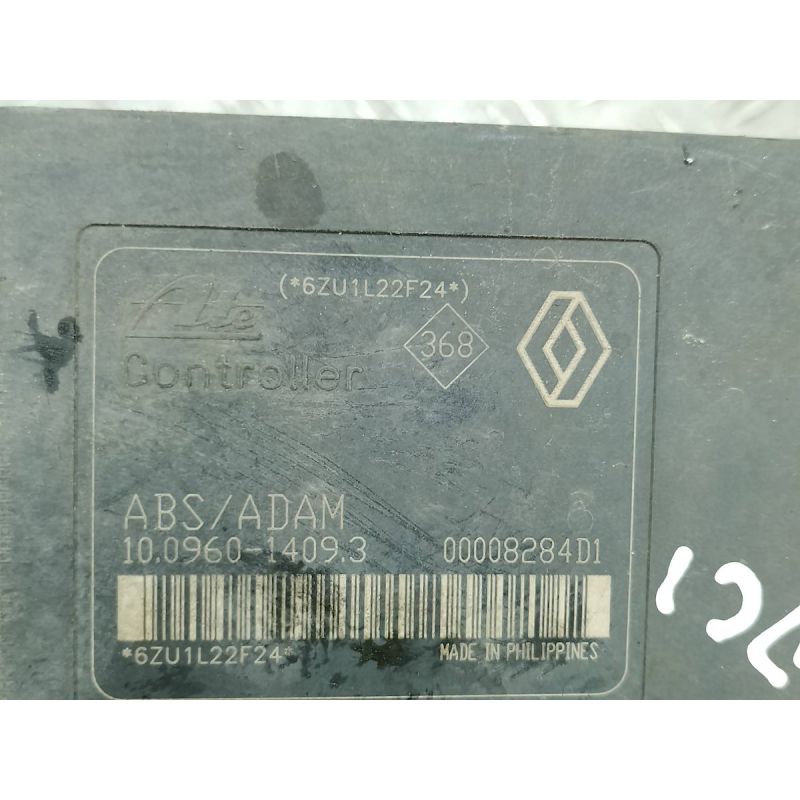 (*6ZU1L22F24*)
Ate
368
Controller
ABS/ADAM
10.0960-1409.3 00008284D1
*6ZU1L22F24*
MADE IN PHILIPPINES